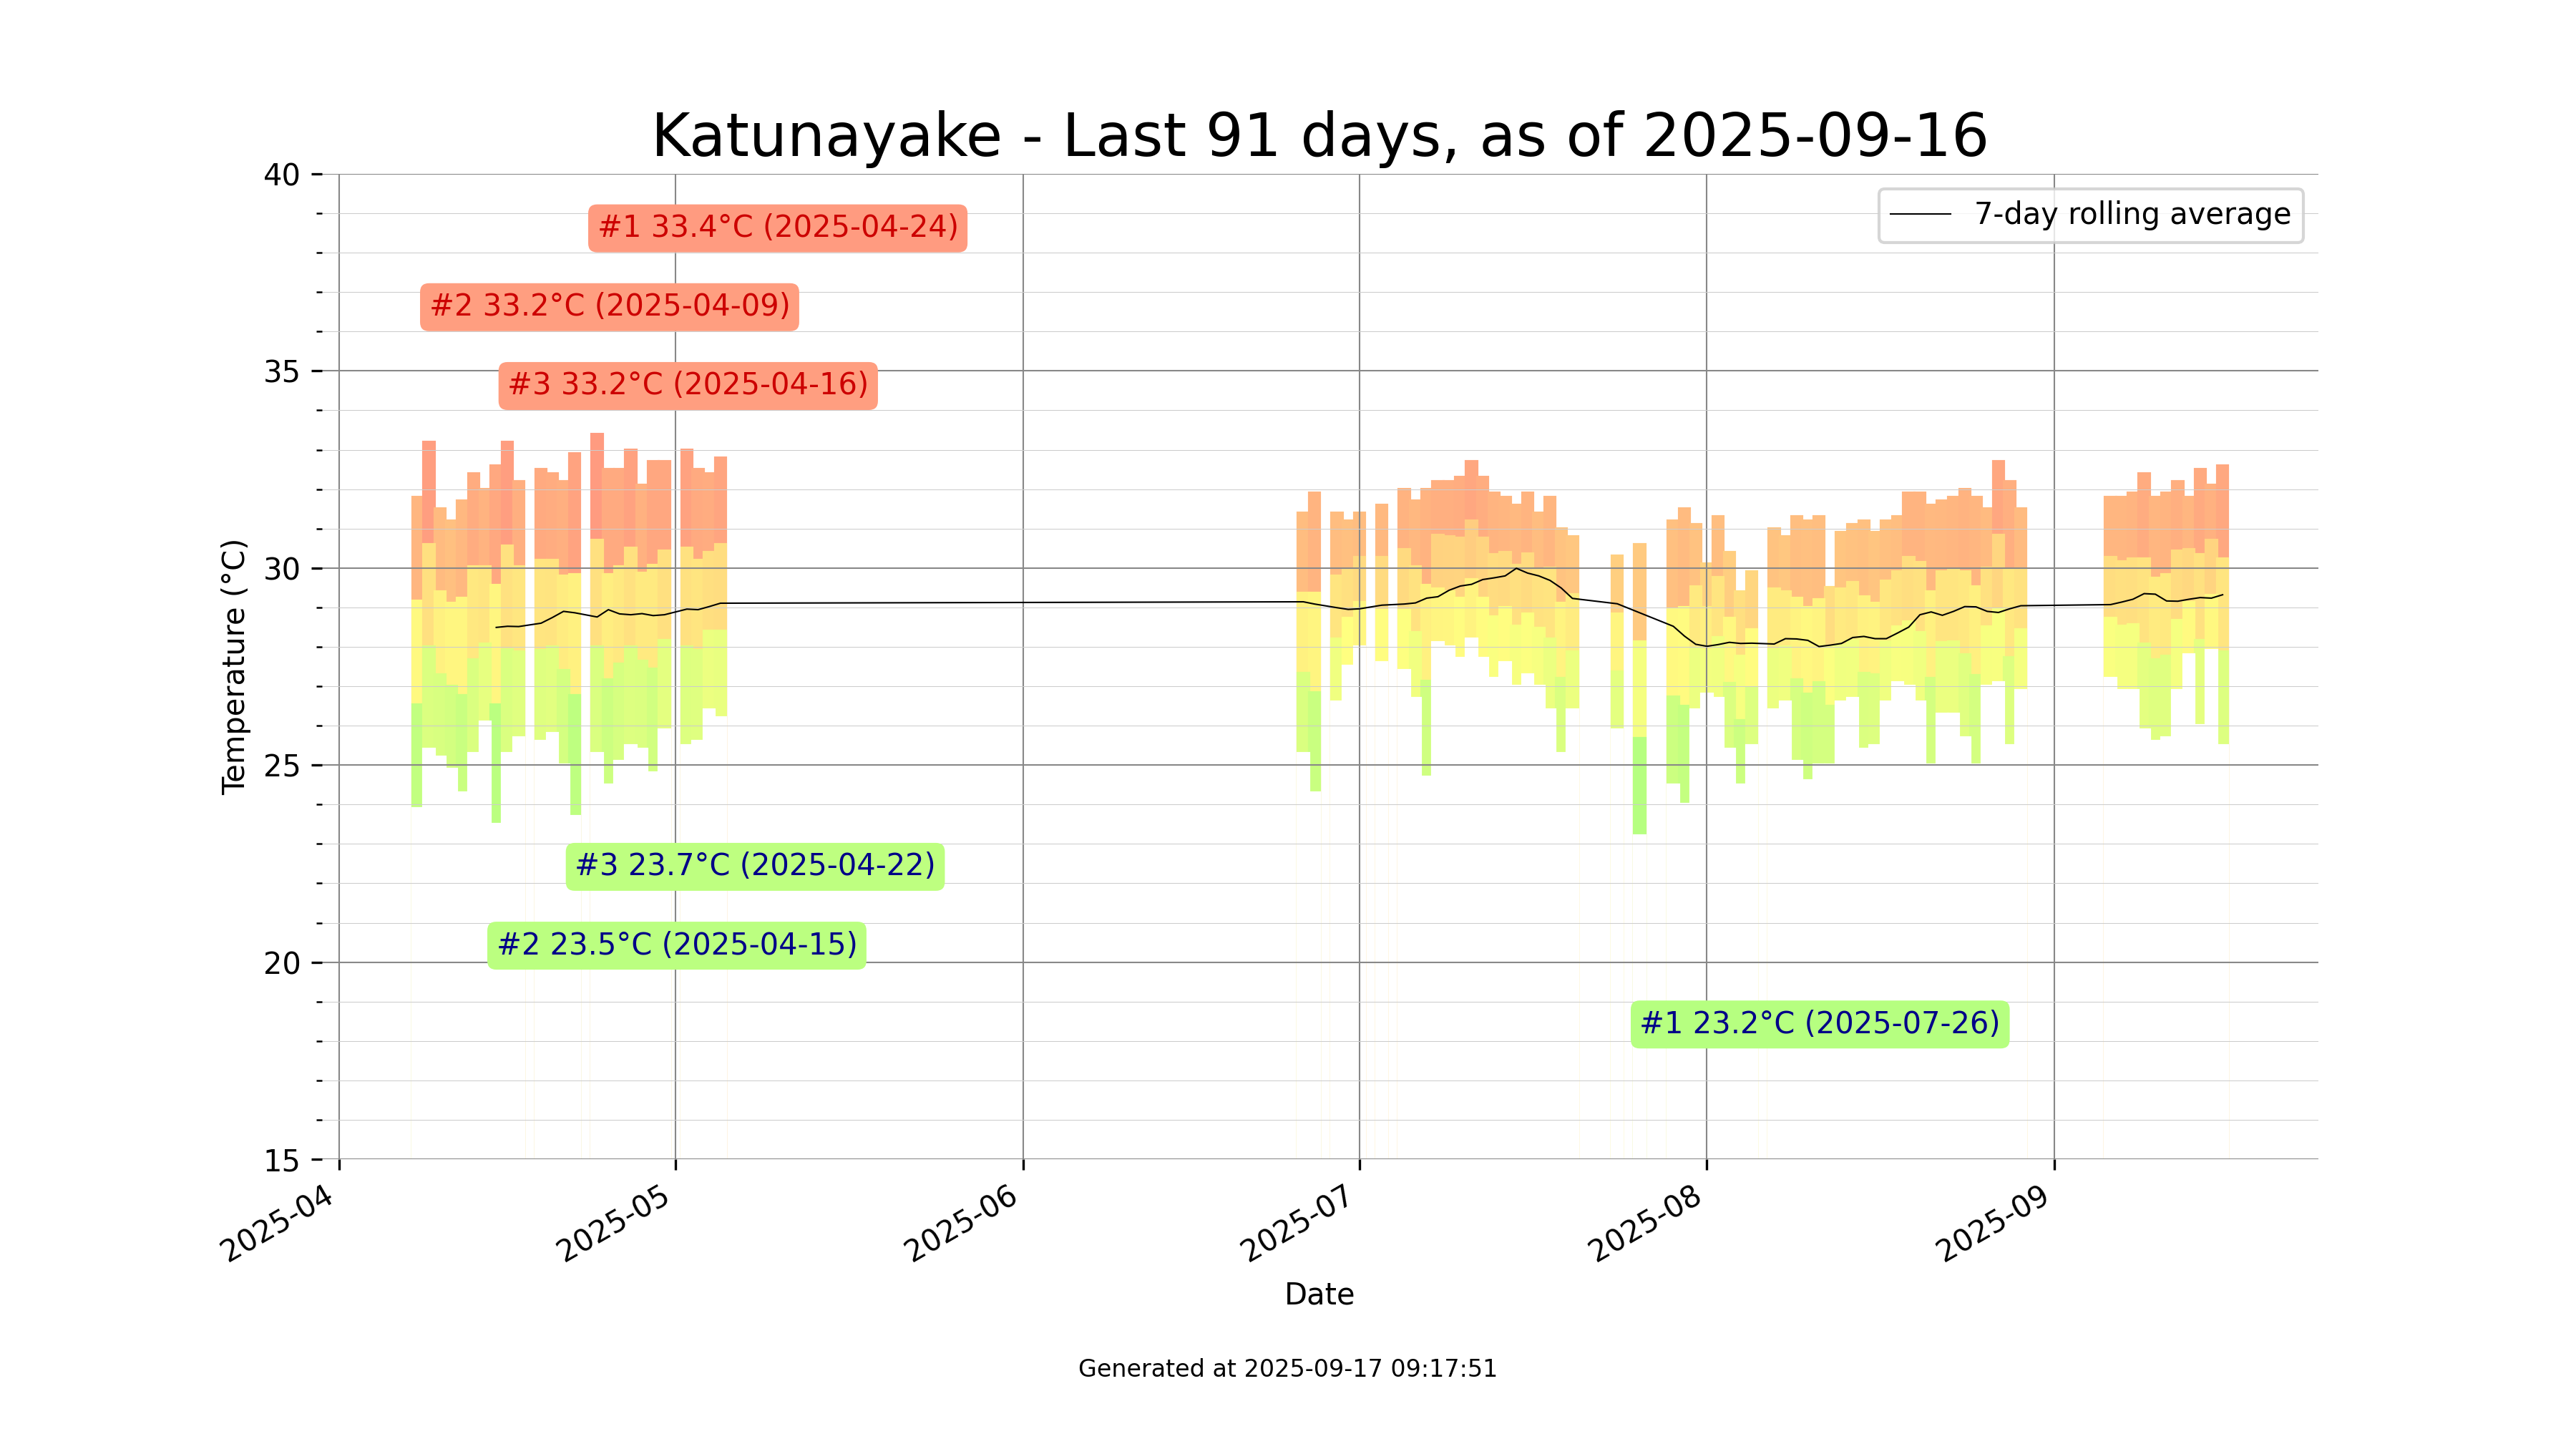 Katunayake - Last 91 days, as of 2025-09-16
7-day rolling average
#1 33.4°C (2025-04-24)
#2 33.2°C (2025-04-09)
#3 33.2°C (2025-04-16)
#3 23.7°C (2025-04-22)
#2 23.5°C (2025-04-15)
#1 23.2°C (2025-07-26)
Temperature (°C)
40
35
30
25
20
15
2025-04
2025-05
2025-06
2025-07
2025-08
2025-09
Date
Generated at 2025-09-17 09:17:51